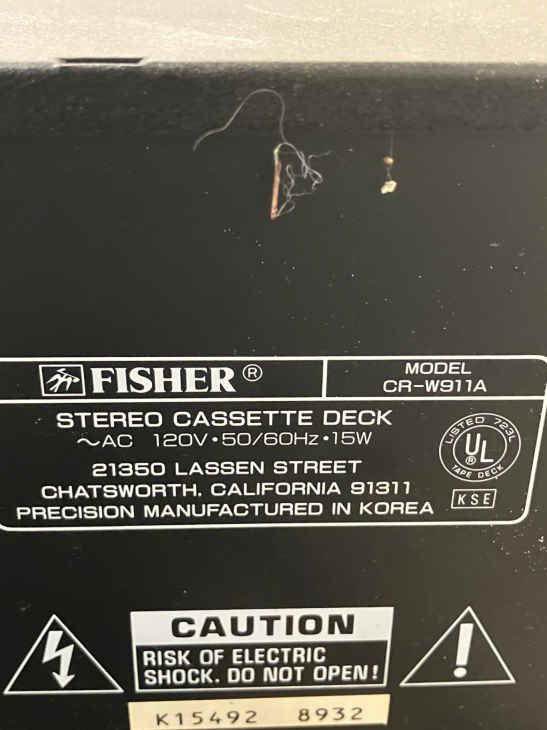 FISHER®
MODEL
CR-W911A
STEREO CASSETTE DECK
~AC 120V•50/60Hz•15W
21350 LASSEN STREET
CHATSWORTH, CALIFORNIA 91311
PRECISION MANUFACTURED IN KOREA
LISTED 723L
UL®
TAPE DECK
KSE
CAUTION
RISK OF ELECTRIC
SHOCK. DO NOT OPEN!
!
K15492 8932